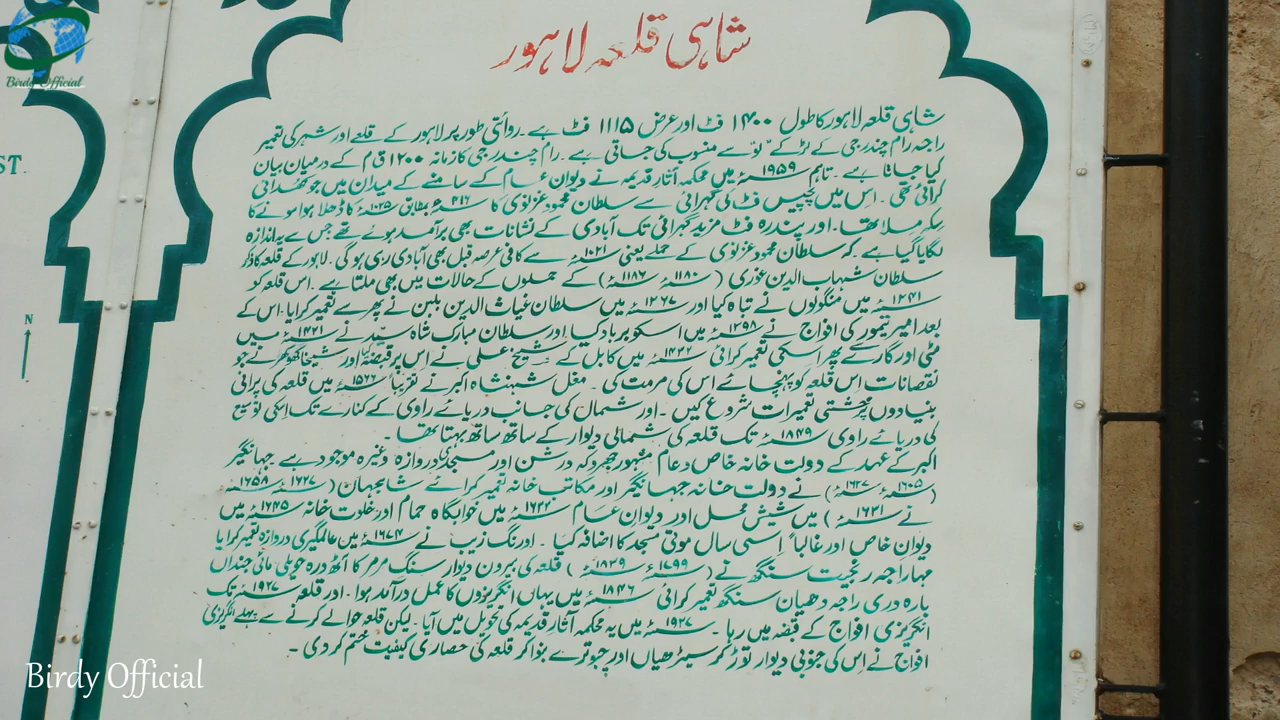 Birdy Official
ST
N
شاہی قلعہ لاہور
شاہی قلعہ لاہور کا طول ۱۴۰۰ فٹ اور عرض ۱۱۱۵ فٹ ہے ۔ روائتی طور پر لاہور کے قلعے اور شہر کی تعمیر
راجہ رام چندر جی کے لڑکے "لو" سے منسوب کی جاتی ہے ۔ رام چندر جی کا زمانہ ۱۲۰۰ ق م کے درمیان بیان
کیا جاتا ہے ۔ تاہم ۱۹۵۹ء میں محکمہ آثار قدیمہ نے دیوان عام کے سامنے کے میدان میں جو کھدائی
کرائی تھی ۔ اس میں پچیس فٹ کی گہرائی سے سلطان محمود غزنوی کا ۴۱۶ھ بمطابق ۱۰۲۵ء کا ڈھلا ہوا سونے کا
سکہ ملا تھا ۔ اور پندرہ فٹ مزید گہرائی تک آبادی کے نشانات بھی برآمد ہوئے تھے جس سے یہ اندازہ
لگایا گیا ہے ۔ کہ سلطان محمود غزنوی کے حملے یعنی ۱۰۲۱ء سے کافی عرصہ قبل بھی آبادی رہی ہو گی ۔ لاہور کے قلعہ کا ذکر
سلطان شہاب الدین غوری ( ۱۱۸۰ء ۱۱۸۶ء ) کے حملوں کے حالات میں بھی ملتا ہے ۔ اس قلعہ کو
۱۲۴۱ء میں منگولوں نے تباہ کیا اور ۱۲۶۷ء میں سلطان غیاث الدین بلبن نے پھر سے تعمیر کرایا ۔ اس کے
بعد امیر تیمور کی افواج نے ۱۲۹۸ء میں اسکو برباد کیا اور سلطان مبارک شاہ سید نے ۱۴۲۱ء میں
مٹی اور گارے سے پھر اسکی تعمیر کرائی ۱۴۳۲ء میں کابل کے شیخ علی نے اس پر قبضہ کیا اور شیخا کھوکھر نے جو
نقصانات اس قلعہ کو پہنچائے اس کی مرمت کی ۔ مغل شہنشاہ اکبر نے تقریباً ۱۵۶۶ء میں قلعہ کی پرانی
بنیادوں پر خشتی تعمیرات شروع کیں ۔ اور شمال کی جانب دریائے راوی کے کنارے تک اسکی توسیع
کی دریائے راوی ۱۸۴۹ء تک قلعہ کی شمالی دیوار کے ساتھ ساتھ بہتا تھا ۔
اکبر کے عہد کے دولت خانہ خاص و عام مشہور جھروکہ درشن اور مسجدی دروازہ وغیرہ موجود ہے جہانگیر
(۱۶۰۵ء ۱۶۲۷ء) نے دولت خانہ جہانگیر اور مکاتب خانہ تعمیر کرائے شاہجہان (۱۶۲۷ء ۱۶۵۸ء
نے ۱۶۳۱ء ) میں شیش محل اور دیوان عام ۱۶۳۲ء میں خوابگاہ حمام اور خلوت خانہ ۱۶۴۵ء میں
دیوان خاص اور غالباً اسی سال موتی مسجد کا اضافہ کیا ۔ اورنگ زیب نے ۱۶۷۴ء میں عالمگیری دروازہ تعمیر کرایا
مہاراجہ رنجیت سنگھ نے (۱۷۹۹ء ۱۸۳۹ء ) قلعہ کی بیرون دیوار سنگ مرمر کا آٹھ درہ حویلی مائی جنداں
بارہ دری راجہ دھیان سنگھ تعمیر کرائی ۱۸۴۶ء میں یہاں انگریزوں کا عمل درآمد ہوا ۔ اور قلعہ ۱۹۲۷ء تک
انگریزی افواج کے قبضہ میں رہا ۔ ۱۹۲۷ء میں یہ محکمہ آثار قدیمہ کی تحویل میں آیا ۔ لیکن قلعہ حوالے کرنے سے پہلے انگریزی
افواج نے اس کی جنوبی دیوار توڑ کر سیڑھیاں اور چبوترے بنوا کر قلعہ کی حصاری کیفیت ختم کر دی ۔
Birdy Official